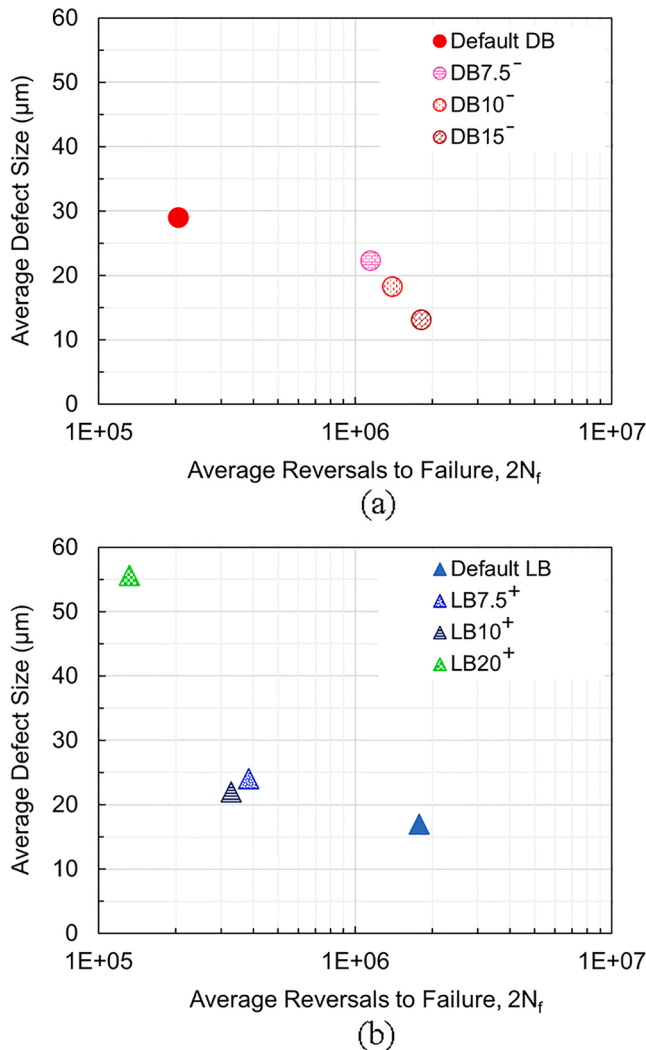 60
50
40
30
20
10
0
Average Defect Size (µm)
Default DB
DB7.5⁻
DB10⁻
DB15⁻
1E+05 1E+06 1E+07
Average Reversals to Failure, 2N_f
(a)
60
50
40
30
20
10
0
Average Defect Size (µm)
Default LB
LB7.5⁺
LB10⁺
LB20⁺
1E+05 1E+06 1E+07
Average Reversals to Failure, 2N_f
(b)